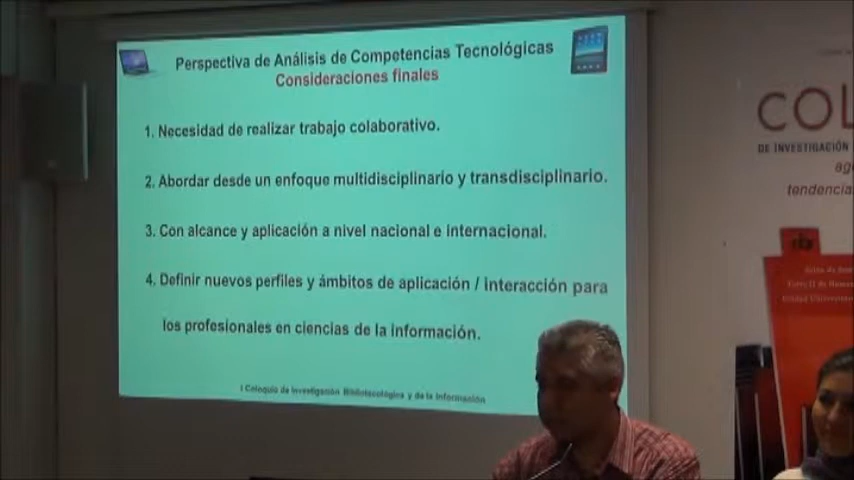 Perspectiva de Análisis de Competencias Tecnológicas
Consideraciones finales
1. Necesidad de realizar trabajo colaborativo.
2. Abordar desde un enfoque multidisciplinario y transdisciplinario.
3. Con alcance y aplicación a nivel nacional e internacional.
4. Definir nuevos perfiles y ámbitos de aplicación / interacción para
los profesionales en ciencias de la información.
I Coloquio de Investigación Bibliotecológica y de la Información
COL
DE INVESTIGACIÓN
ag
tendencia